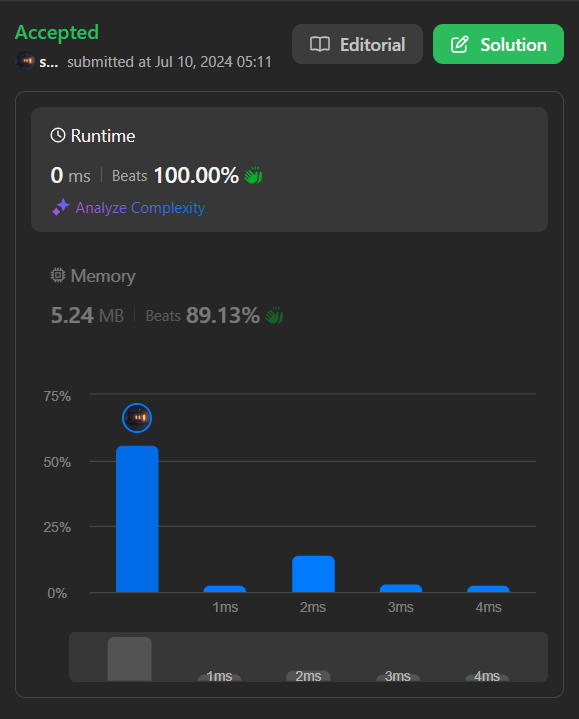 Accepted
s... submitted at Jul 10, 2024 05:11
Editorial
Solution
Runtime
0 ms | Beats 100.00%
Analyze Complexity
Memory
5.24 MB | Beats 89.13%
75%
50%
25%
0%
1ms 2ms 3ms 4ms
1ms 2ms 3ms 4ms